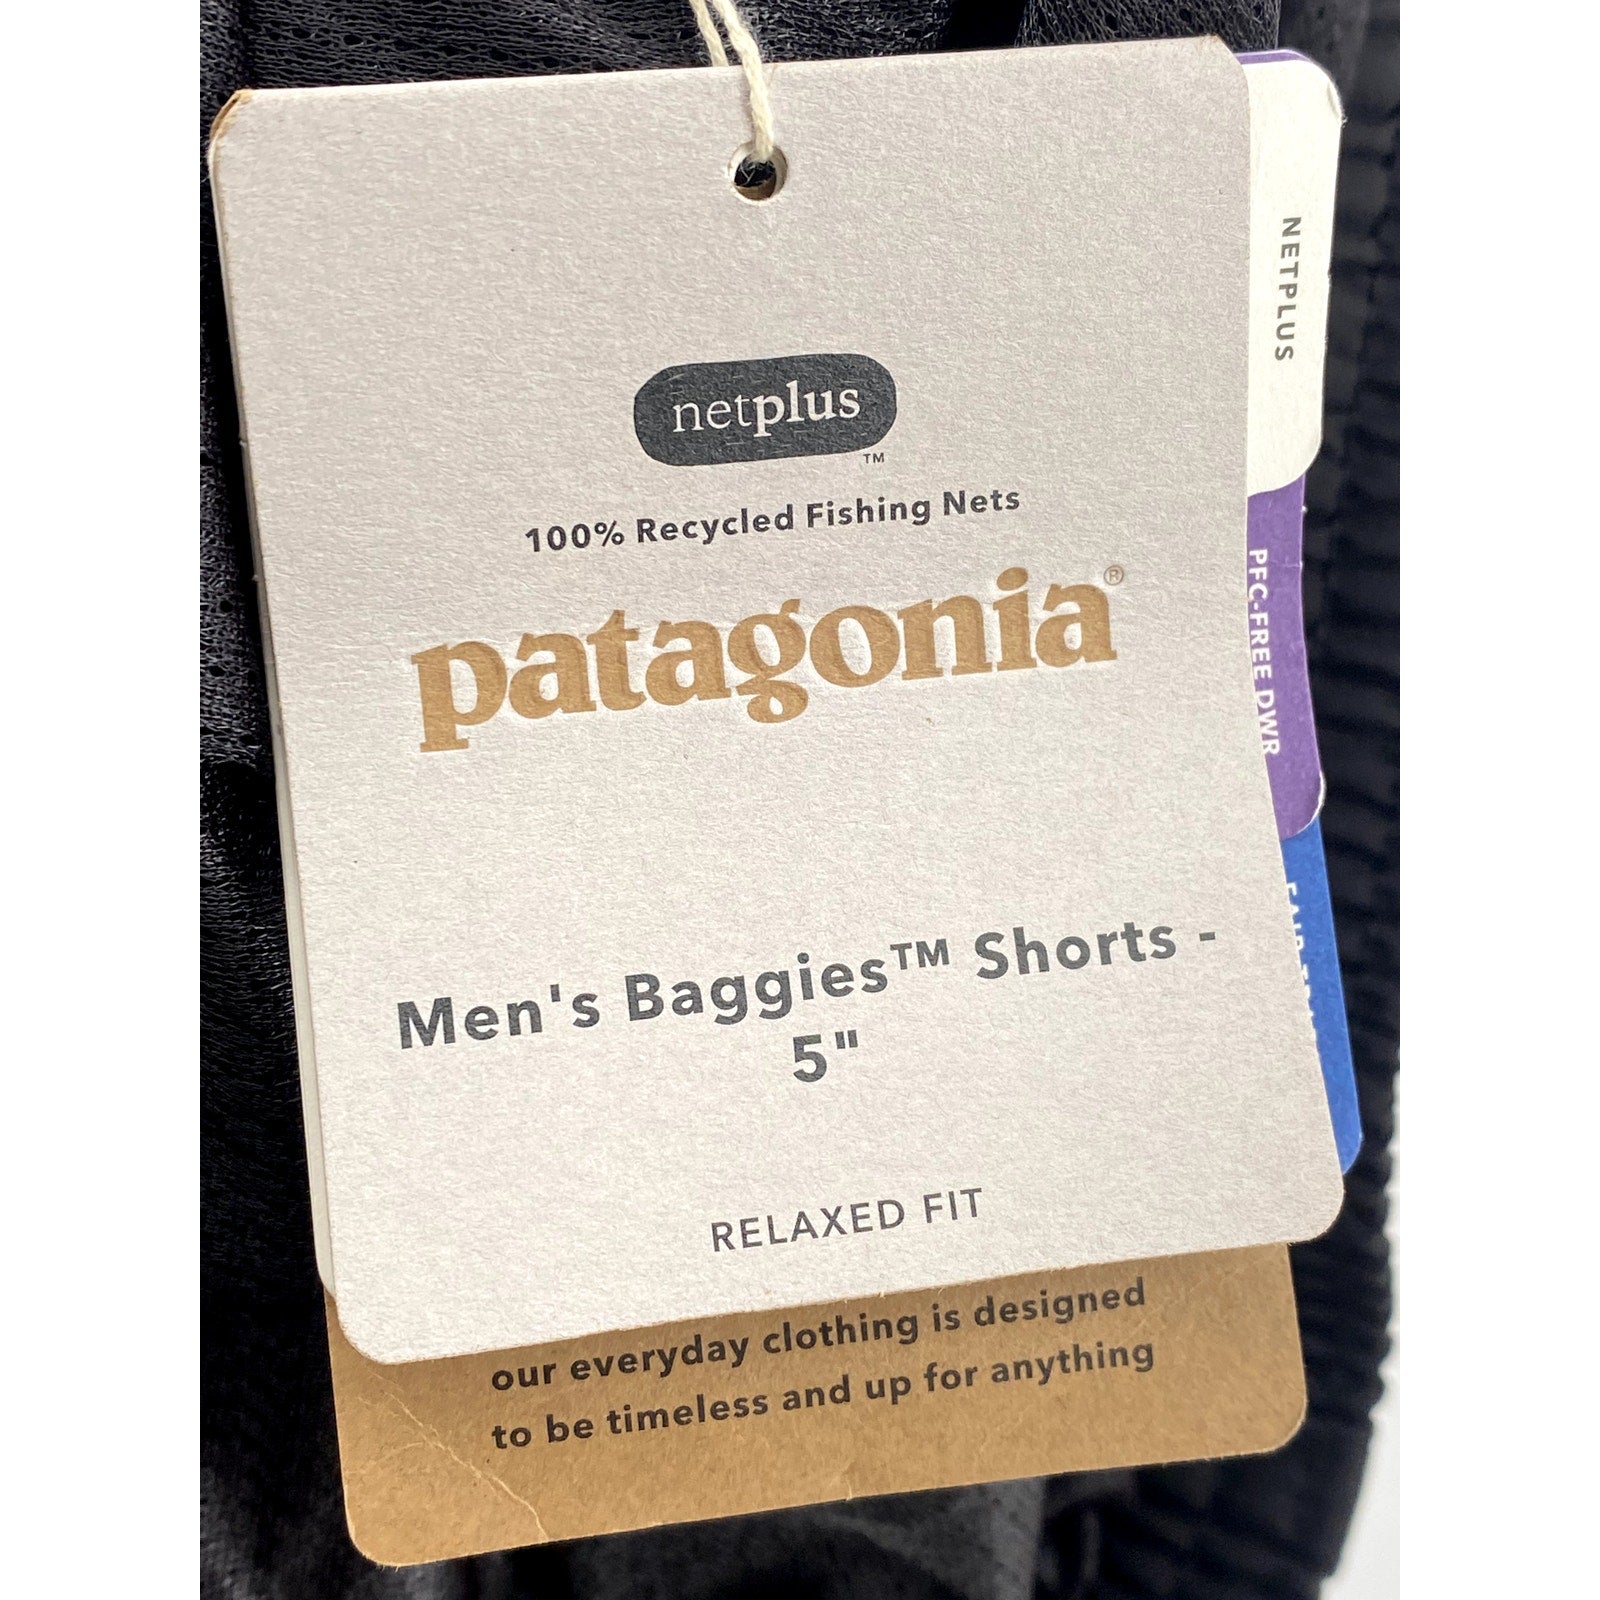 netplus
TM
100% Recycled Fishing Nets
patagonia®
Men's Baggies™ Shorts -
5"
RELAXED FIT
our everyday clothing is designed
to be timeless and up for anything
NETPLUS
PFC-FREE DWR